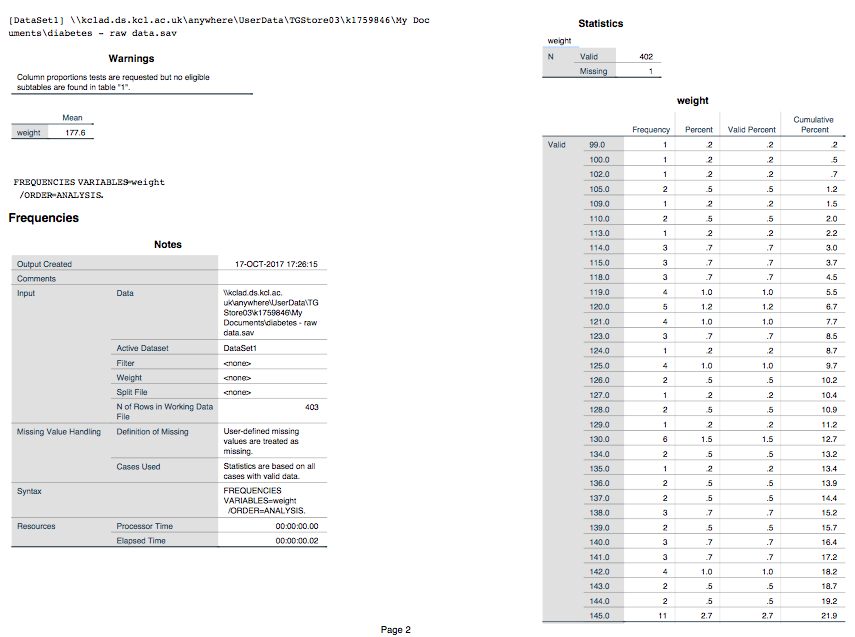 [DataSet1] \\kclad.ds.kcl.ac.uk\anywhere\UserData\TGStore03\k1759846\My Doc
uments\diabetes - raw data.sav
Warnings
Column proportions tests are requested but no eligible
subtables are found in table "1".
Mean
weight 177.6
FREQUENCIES VARIABLES=weight
/ORDER=ANALYSIS.
Frequencies
Notes
Output Created 17-OCT-2017 17:26:15
Comments
Input Data \\kclad.ds.kcl.ac.
uk\anywhere\UserData\TG
Store03\k1759846\My
Documents\diabetes - raw
data.sav
Active Dataset DataSet1
Filter <none>
Weight <none>
Split File <none>
N of Rows in Working Data 403
File
Missing Value Handling Definition of Missing User-defined missing
values are treated as
missing.
Cases Used Statistics are based on all
cases with valid data.
Syntax FREQUENCIES
VARIABLES=weight
/ORDER=ANALYSIS.
Resources Processor Time 00:00:00.00
Elapsed Time 00:00:00.02
Statistics
weight
N Valid 402
Missing 1
weight
Cumulative
Frequency Percent Valid Percent Percent
Valid 99.0 1 .2 .2 .2
100.0 1 .2 .2 .5
102.0 1 .2 .2 .7
105.0 2 .5 .5 1.2
109.0 1 .2 .2 1.5
110.0 2 .5 .5 2.0
113.0 1 .2 .2 2.2
114.0 3 .7 .7 3.0
115.0 3 .7 .7 3.7
118.0 3 .7 .7 4.5
119.0 4 1.0 1.0 5.5
120.0 5 1.2 1.2 6.7
121.0 4 1.0 1.0 7.7
123.0 3 .7 .7 8.5
124.0 1 .2 .2 8.7
125.0 4 1.0 1.0 9.7
126.0 2 .5 .5 10.2
127.0 1 .2 .2 10.4
128.0 2 .5 .5 10.9
129.0 1 .2 .2 11.2
130.0 6 1.5 1.5 12.7
134.0 2 .5 .5 13.2
135.0 1 .2 .2 13.4
136.0 2 .5 .5 13.9
137.0 2 .5 .5 14.4
138.0 3 .7 .7 15.2
139.0 2 .5 .5 15.7
140.0 3 .7 .7 16.4
141.0 3 .7 .7 17.2
142.0 4 1.0 1.0 18.2
143.0 2 .5 .5 18.7
144.0 2 .5 .5 19.2
145.0 11 2.7 2.7 21.9
Page 2